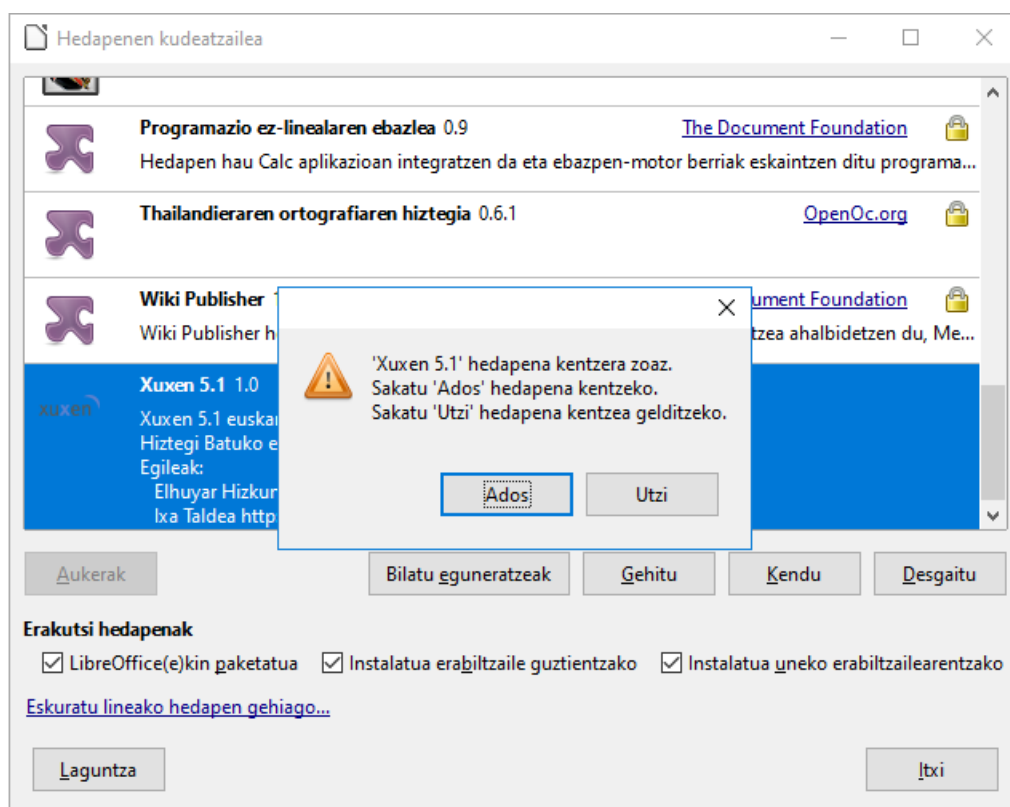 Hedapenen kudeatzailea
Programazio ez-linealaren ebazlea 0.9 The Document Foundation
Hedapen hau Calc aplikazioan integratzen da eta ebazpen-motor berriak eskaintzen ditu programa...
Thailandieraren ortografiaren hiztegia 0.6.1 OpenOc.org
Wiki Publisher ument Foundation
Wiki Publisher h tzea ahalbidetzen du, Me...
xuxen
Xuxen 5.1 1.0
Xuxen 5.1 euskar
Hiztegi Batuko e
Egileak:
Elhuyar Hizkur
Ixa Taldea http
'Xuxen 5.1' hedapena kentzera zoaz.
Sakatu 'Ados' hedapena kentzeko.
Sakatu 'Utzi' hedapena kentzea gelditzeko.
Ados Utzi
Aukerak Bilatu eguneratzeak Gehitu Kendu Desgaitu
Erakutsi hedapenak
LibreOffice(e)kin paketatua Instalatua erabiltzaile guztientzako Instalatua uneko erabiltzailearentzako
Eskuratu lineako hedapen gehiago...
Laguntza Itxi